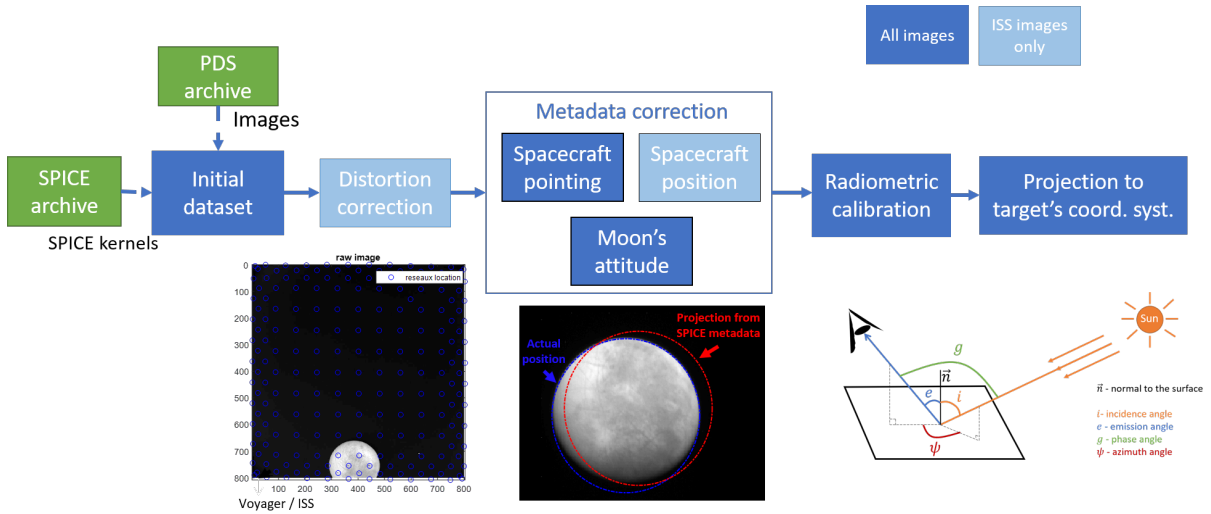 All images
ISS images
only
PDS
archive
Images
SPICE
archive
SPICE kernels
Initial
dataset
Distortion
correction
Metadata correction
Spacecraft
pointing
Spacecraft
position
Moon's
attitude
Radiometric
calibration
Projection to
target's coord. syst.
raw image
reseaux location
0
100
200
300
400
500
600
700
800
100 200 300 400 500 600 700 800
Voyager / ISS
Projection from
SPICE metadata
Actual
position
Sun
g
n⃗
e
i
ψ
n⃗ - normal to the surface
i- incidence angle
e - emission angle
g - phase angle
ψ - azimuth angle